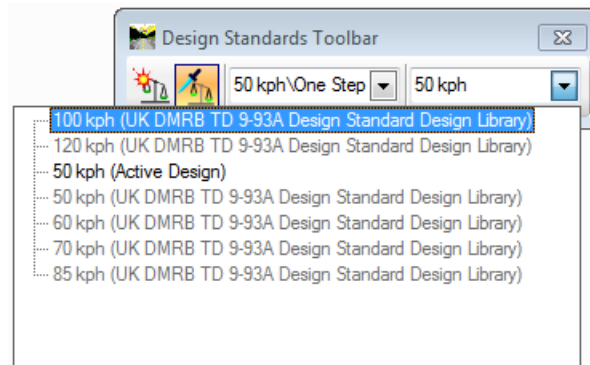 Design Standards Toolbar
50 kph\One Step 50 kph
100 kph (UK DMRB TD 9-93A Design Standard Design Library)
120 kph (UK DMRB TD 9-93A Design Standard Design Library)
50 kph (Active Design)
50 kph (UK DMRB TD 9-93A Design Standard Design Library)
60 kph (UK DMRB TD 9-93A Design Standard Design Library)
70 kph (UK DMRB TD 9-93A Design Standard Design Library)
85 kph (UK DMRB TD 9-93A Design Standard Design Library)